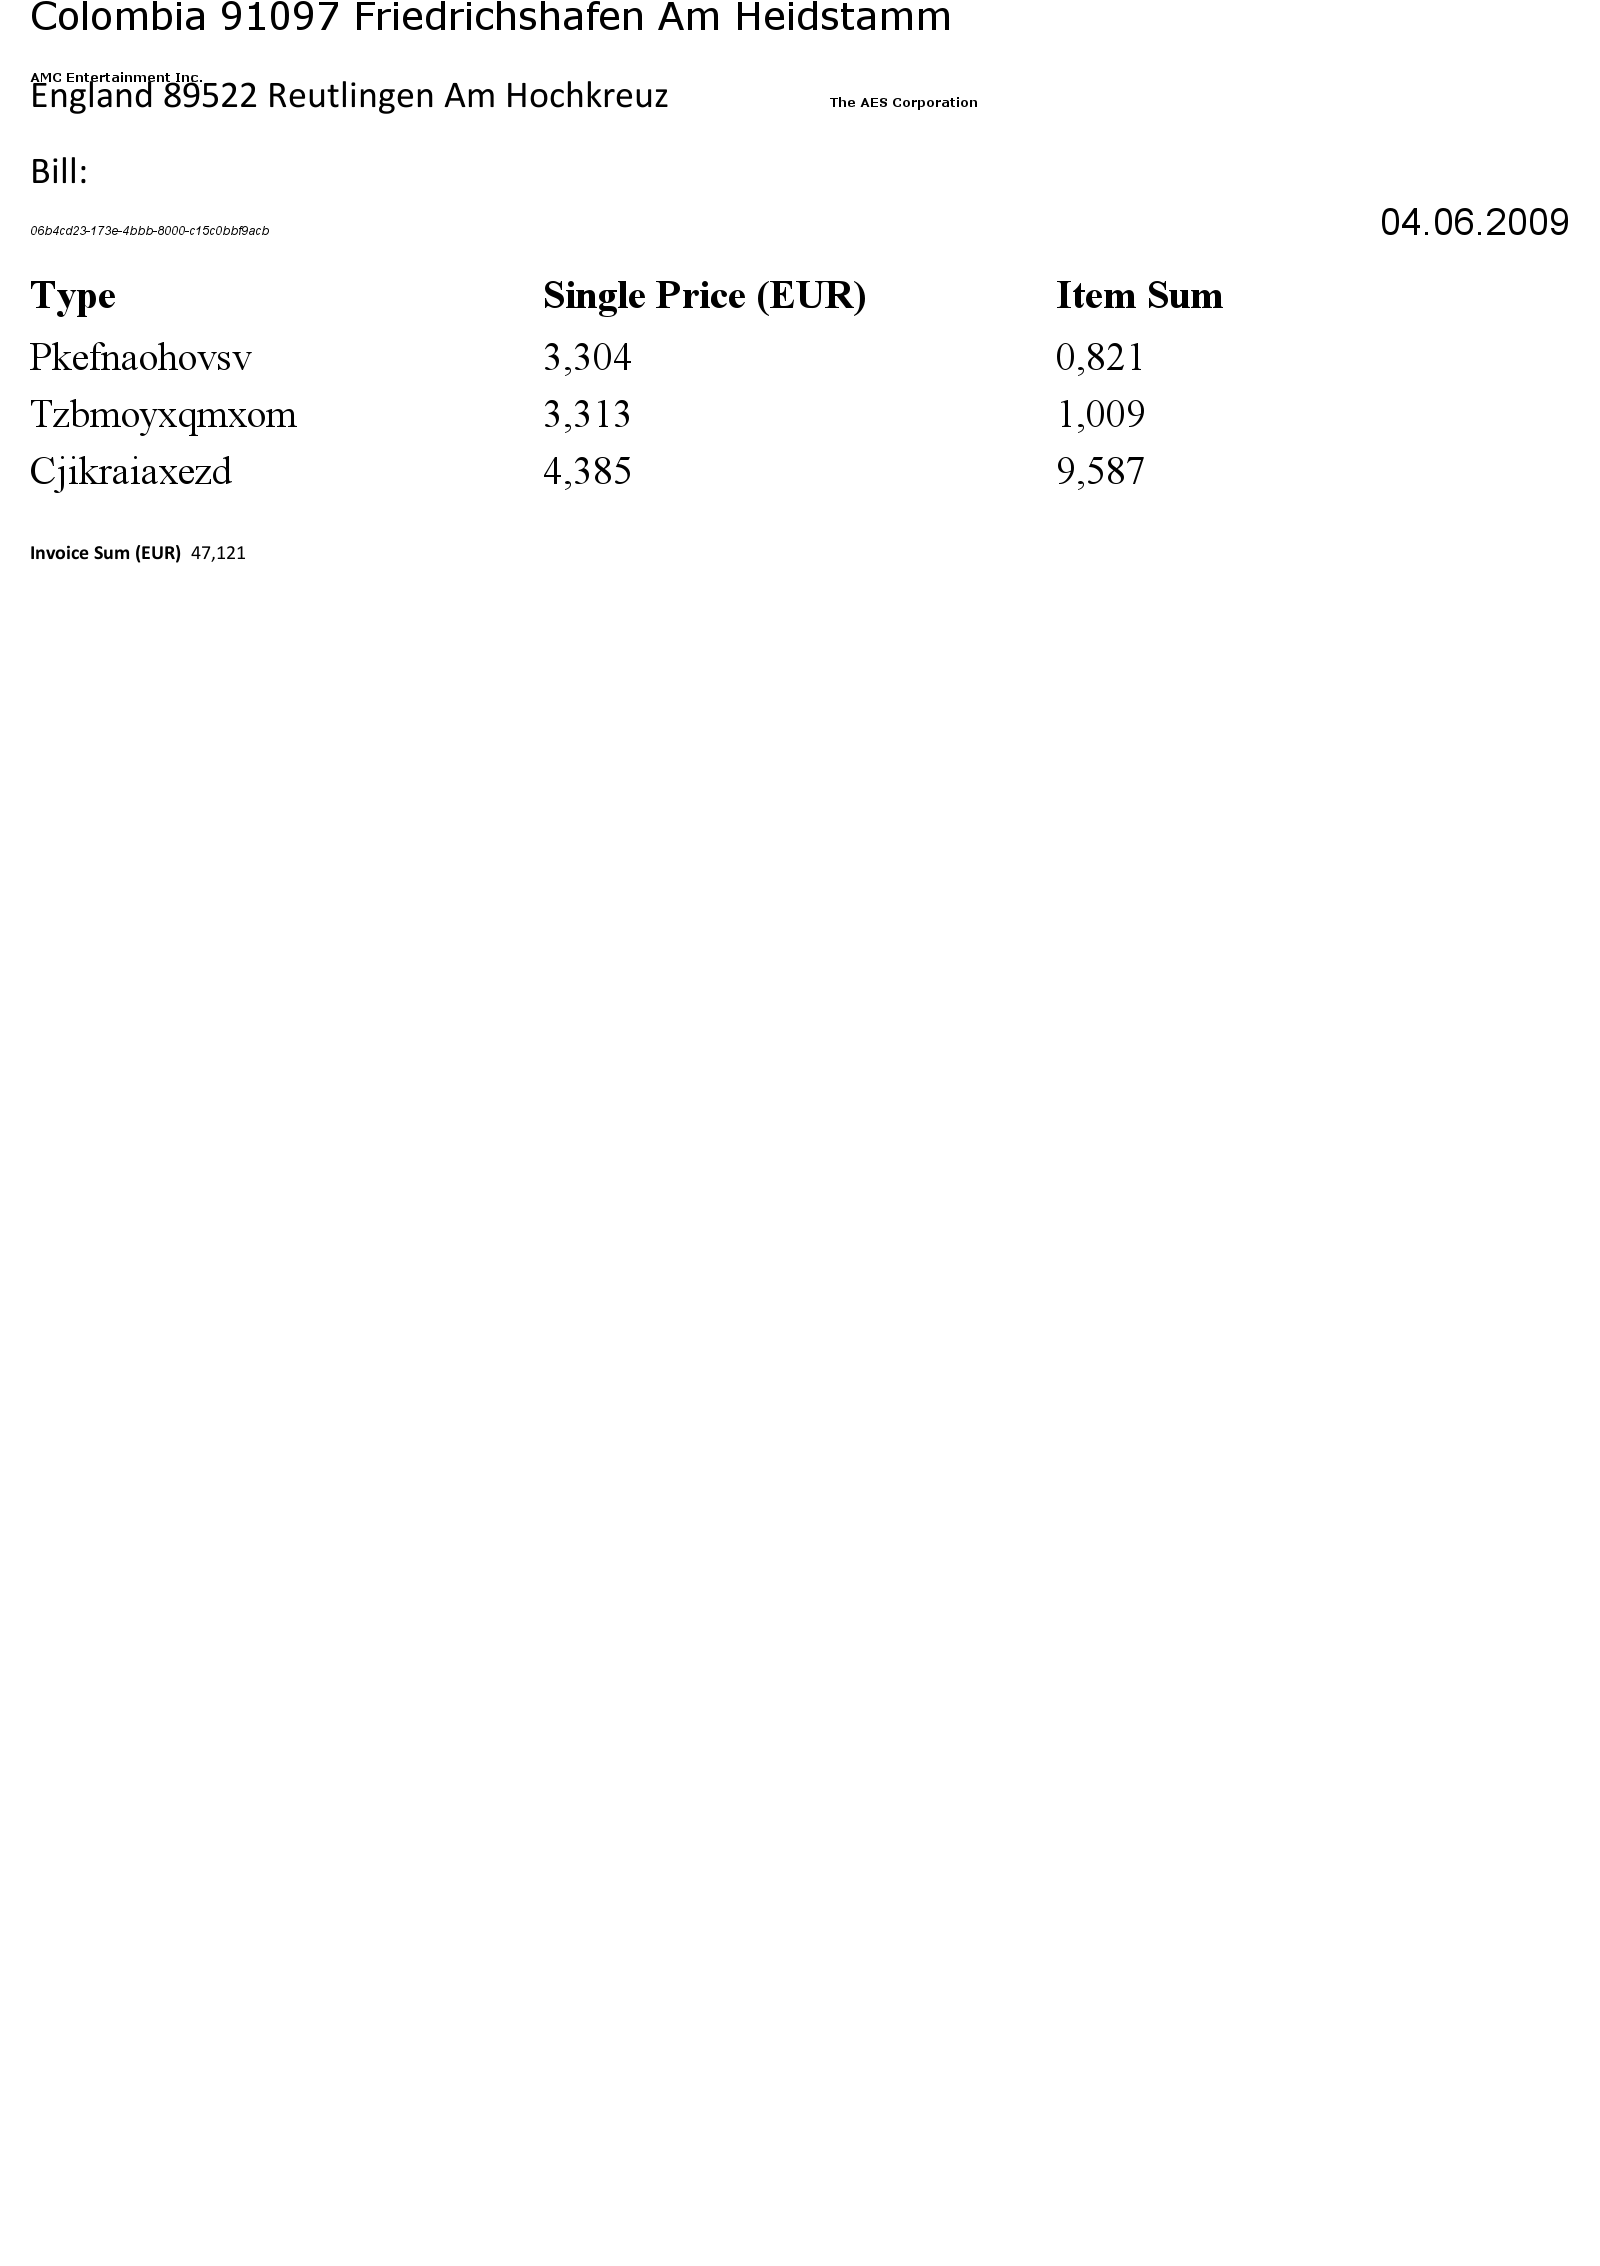 Colombia 91097 Friedrichshafen Am Heidstamm
AMC Entertainment Inc.
England 89522 Reutlingen Am Hochkreuz
The AES Corporation
Bill:
06b4cd23-173e-4bbb-8000-c15c0bbf9acb
04.06.2009
Type Single Price (EUR) Item Sum
Pkefnaohovsv 3,304 0,821
Tzbmoyxqmxom 3,313 1,009
Cjikraiaxezd 4,385 9,587
Invoice Sum (EUR) 47,121